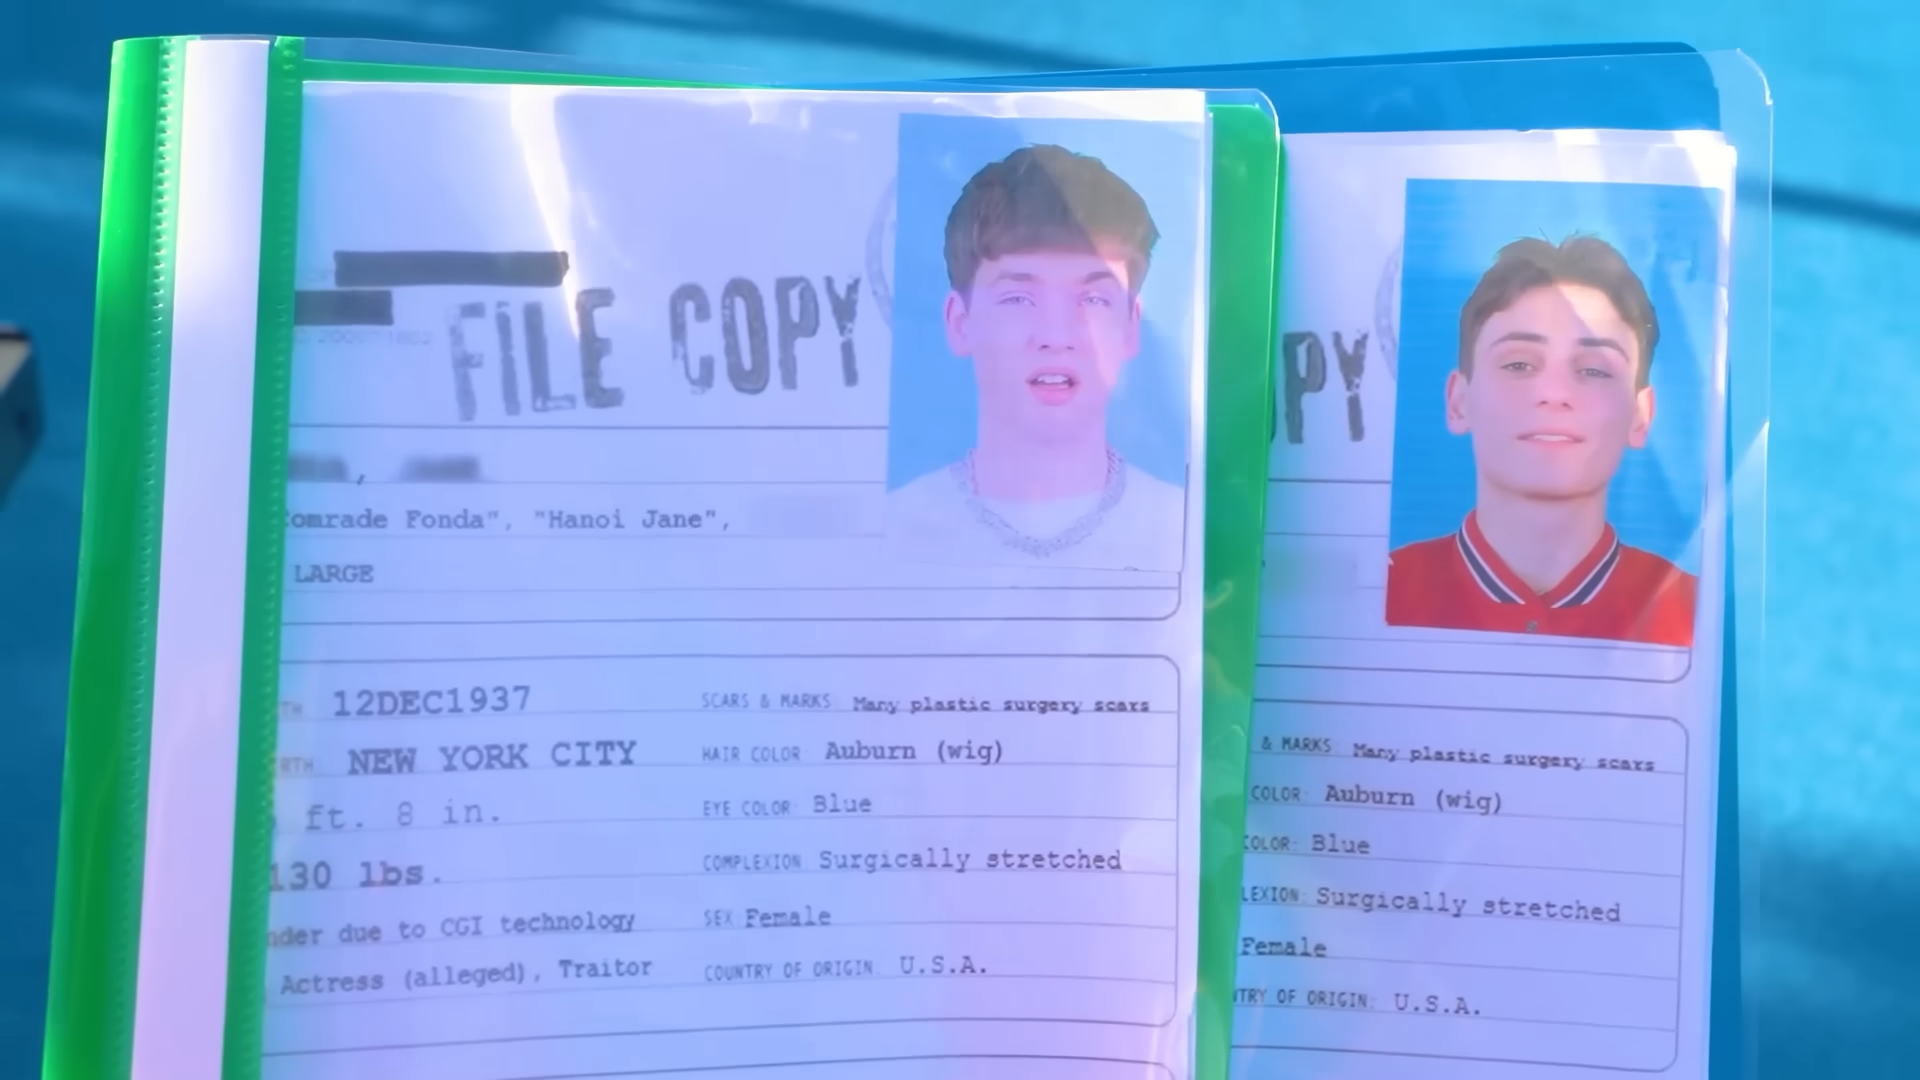 FILE COPY
Comrade Fonda", "Hanoi Jane",
LARGE
12DEC1937
NEW YORK CITY
ft. 8 in.
130 lbs.
due to CGI technology
Actress (alleged), Traitor
SCARS & MARKS: Many plastic surgery scars
HAIR COLOR: Auburn (wig)
EYE COLOR: Blue
COMPLEXION: Surgically stretched
SEX: Female
COUNTRY OF ORIGIN: U.S.A.
PY
& MARKS: Many plastic surgery scars
COLOR: Auburn (wig)
COLOR: Blue
LEXION: Surgically stretched
Female
TRY OF ORIGIN: U.S.A.